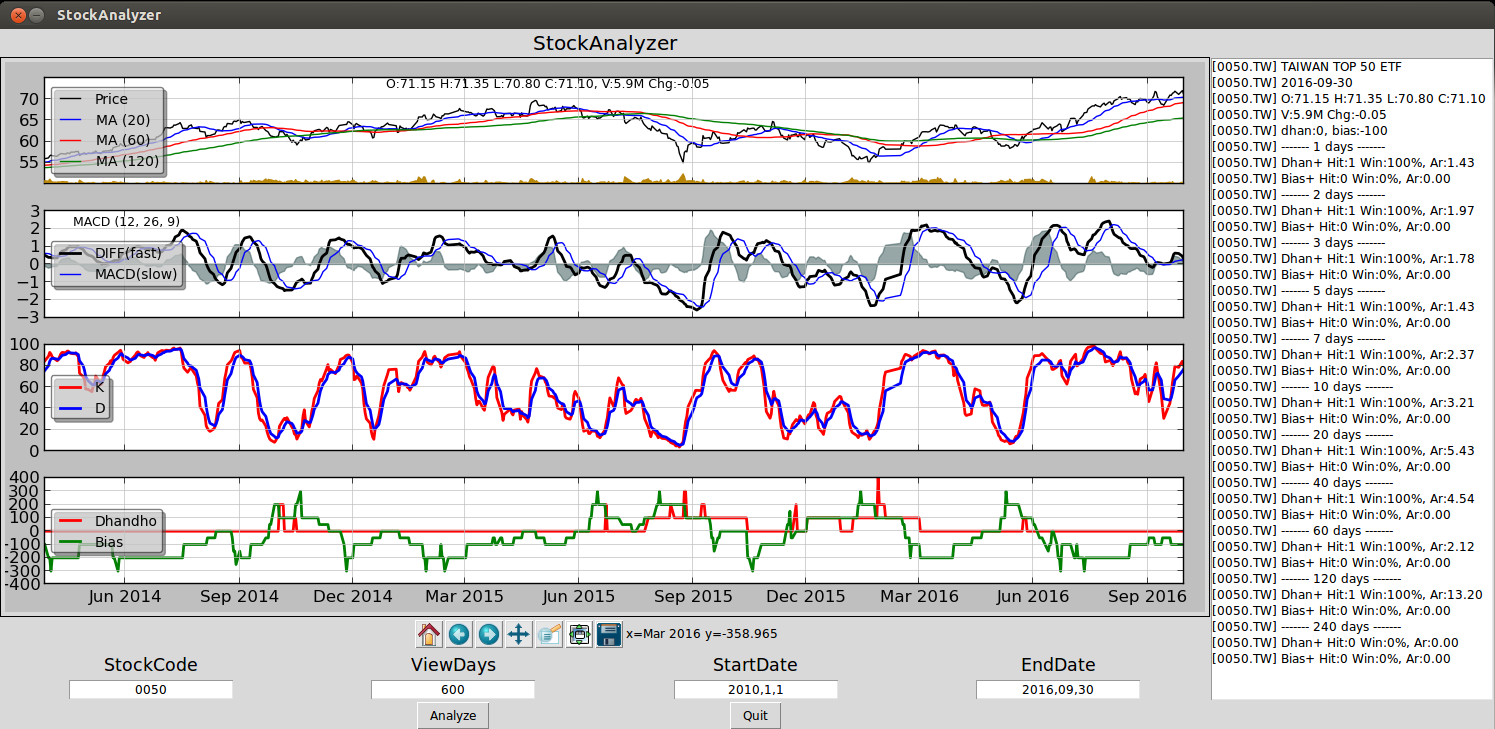 StockAnalyzer
StockAnalyzer
O:71.15 H:71.35 L:70.80 C:71.10, V:5.9M Chg:-0.05
Price
MA (20)
MA (60)
MA (120)
70
65
60
55
MACD (12, 26, 9)
DIFF(fast)
MACD(slow)
3
2
1
0
−1
−2
−3
K
D
100
80
60
40
20
0
Dhandho
Bias
400
300
200
100
0
-100
-200
-300
-400
Jun 2014 Sep 2014 Dec 2014 Mar 2015 Jun 2015 Sep 2015 Dec 2015 Mar 2016 Jun 2016 Sep 2016
x=Mar 2016 y=-358.965
StockCode ViewDays StartDate EndDate
0050 600 2010,1,1 2016,09,30
Analyze Quit
[0050.TW] TAIWAN TOP 50 ETF
[0050.TW] 2016-09-30
[0050.TW] O:71.15 H:71.35 L:70.80 C:71.10
[0050.TW] V:5.9M Chg:-0.05
[0050.TW] dhan:0, bias:-100
[0050.TW] ------- 1 days -------
[0050.TW] Dhan+ Hit:1 Win:100%, Ar:1.43
[0050.TW] Bias+ Hit:0 Win:0%, Ar:0.00
[0050.TW] ------- 2 days -------
[0050.TW] Dhan+ Hit:1 Win:100%, Ar:1.97
[0050.TW] Bias+ Hit:0 Win:0%, Ar:0.00
[0050.TW] ------- 3 days -------
[0050.TW] Dhan+ Hit:1 Win:100%, Ar:1.78
[0050.TW] Bias+ Hit:0 Win:0%, Ar:0.00
[0050.TW] ------- 5 days -------
[0050.TW] Dhan+ Hit:1 Win:100%, Ar:1.43
[0050.TW] Bias+ Hit:0 Win:0%, Ar:0.00
[0050.TW] ------- 7 days -------
[0050.TW] Dhan+ Hit:1 Win:100%, Ar:2.37
[0050.TW] Bias+ Hit:0 Win:0%, Ar:0.00
[0050.TW] ------- 10 days -------
[0050.TW] Dhan+ Hit:1 Win:100%, Ar:3.21
[0050.TW] Bias+ Hit:0 Win:0%, Ar:0.00
[0050.TW] ------- 20 days -------
[0050.TW] Dhan+ Hit:1 Win:100%, Ar:5.43
[0050.TW] Bias+ Hit:0 Win:0%, Ar:0.00
[0050.TW] ------- 40 days -------
[0050.TW] Dhan+ Hit:1 Win:100%, Ar:4.54
[0050.TW] Bias+ Hit:0 Win:0%, Ar:0.00
[0050.TW] ------- 60 days -------
[0050.TW] Dhan+ Hit:1 Win:100%, Ar:2.12
[0050.TW] Bias+ Hit:0 Win:0%, Ar:0.00
[0050.TW] ------- 120 days -------
[0050.TW] Dhan+ Hit:1 Win:100%, Ar:13.20
[0050.TW] Bias+ Hit:0 Win:0%, Ar:0.00
[0050.TW] ------- 240 days -------
[0050.TW] Dhan+ Hit:0 Win:0%, Ar:0.00
[0050.TW] Bias+ Hit:0 Win:0%, Ar:0.00